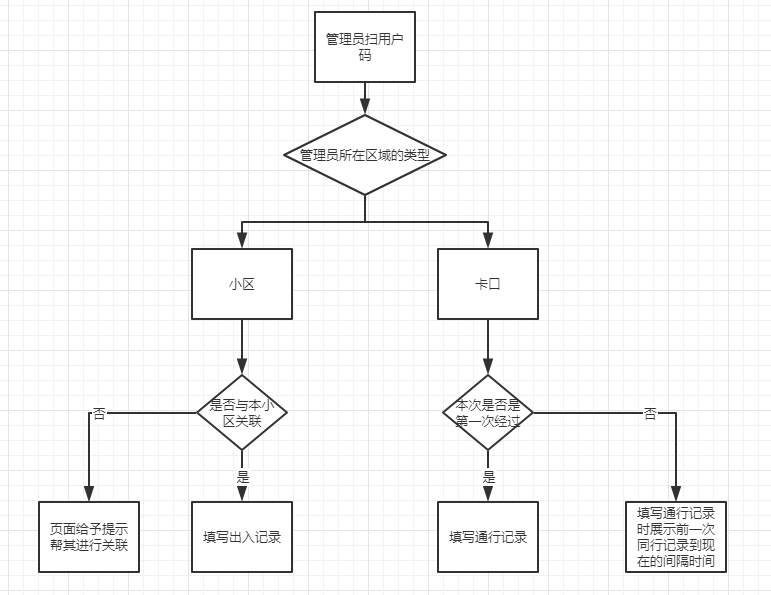 管理员扫用户
码
管理员所在区域的类型
小区
卡口
是否与本小
区关联
本次是否是
第一次经过
否
否
是
是
页面给予提示
帮其进行关联
填写出入记录
填写通行记录
填写通行记录
时展示前一次
同行记录到现
在的间隔时间